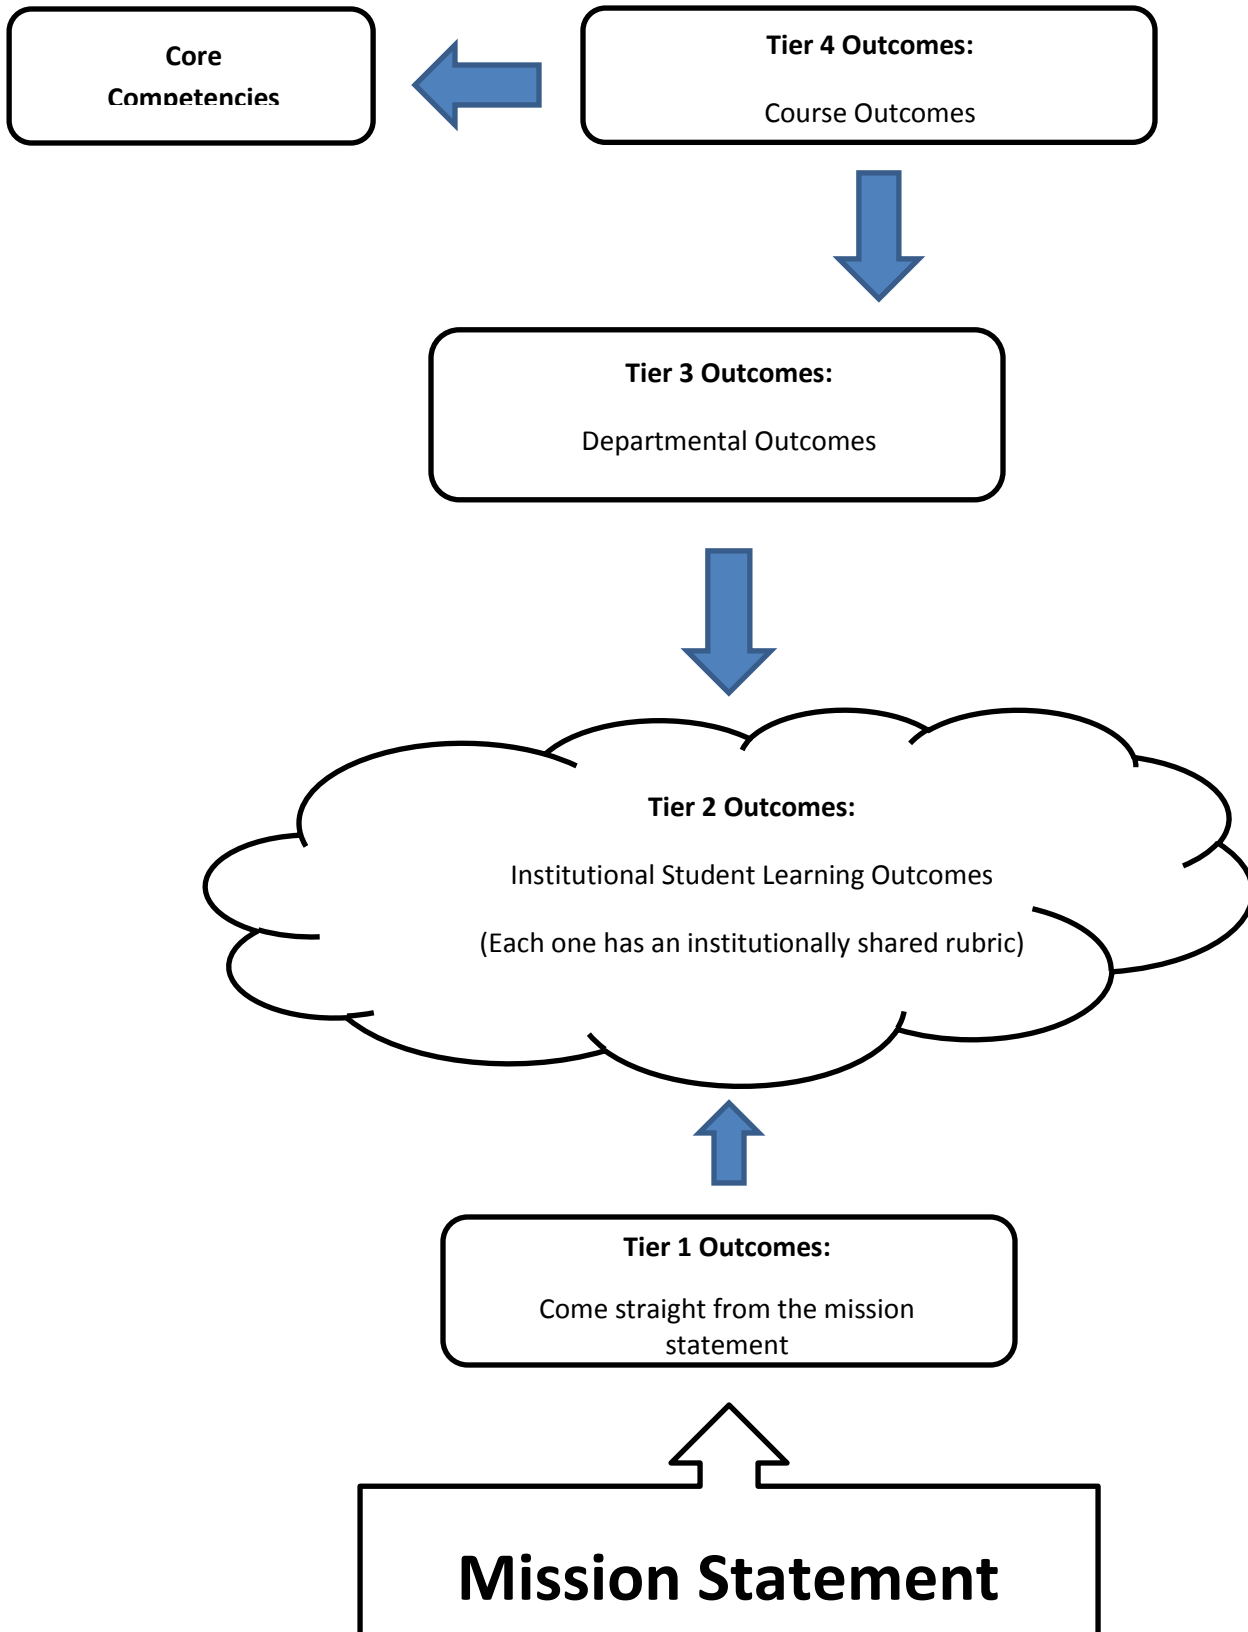 Core
Competencies
Tier 4 Outcomes:
Course Outcomes
Tier 3 Outcomes:
Departmental Outcomes
Tier 2 Outcomes:
Institutional Student Learning Outcomes
(Each one has an institutionally shared rubric)
Tier 1 Outcomes:
Come straight from the mission
statement
Mission Statement